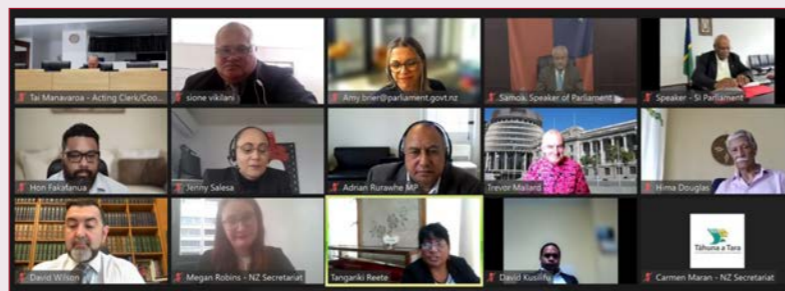 Tai Manavaroa - Acting Clerk/Coo...
sione vikilani
Amy.brier@parliament.govt.nz
Samoa Speaker of Parliament
Speaker - SI Parliament
Hon Fakafanua
Jenny Salesa
Adrian Rurawhe MP
Trevor Mallard
Hima Douglas
David Wilson
Megan Robins - NZ Secretariat
Tangariki Reete
David Kusilifu
Tāhuna a Tara
Carmen Maran - NZ Secretariat